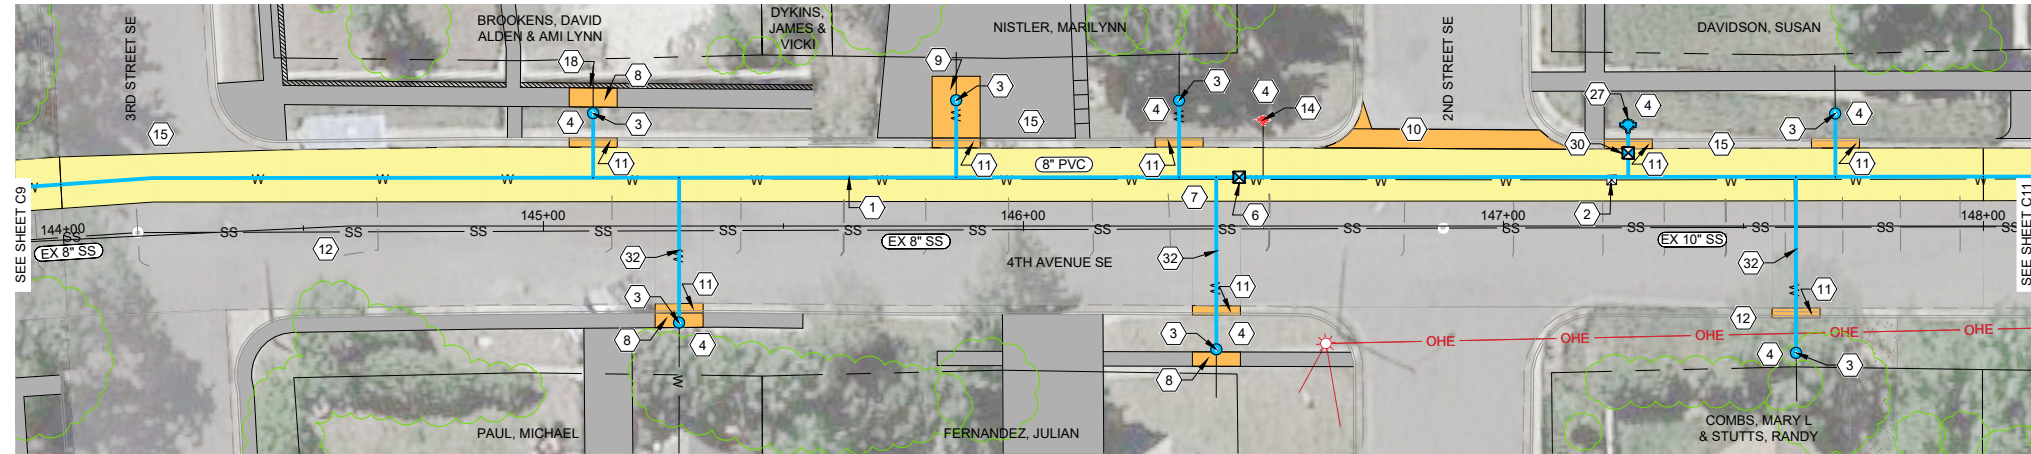 3RD STREET SE
BROOKENS, DAVID
ALDEN & AMI LYNN
DYKINS,
JAMES &
VICKI
NISTLER, MARILYNN
2ND STREET SE
DAVIDSON, SUSAN
18
8
9
3
3
4
14
27
4
15
4
3
4
15
10
30
15
3
4
11
11
8" PVC
11
11
11
W
W
W
W
W
W
W
W
W
W
W
W
1
7
6
2
SEE SHEET C9
144+00
145+00
146+00
147+00
148+00
SEE SHEET C11
SS
SS
SS
SS
SS
SS
SS
SS
SS
SS
SS
SS
SS
EX 8" SS
12
EX 8" SS
EX 10" SS
32
W
4TH AVENUE SE
32
32
3
11
W
11
W
11
12
8
4
3
4
8
OHE
OHE
OHE
OHE
OHE
4
3
W
PAUL, MICHAEL
FERNANDEZ, JULIAN
COMBS, MARY L
& STUTTS, RANDY